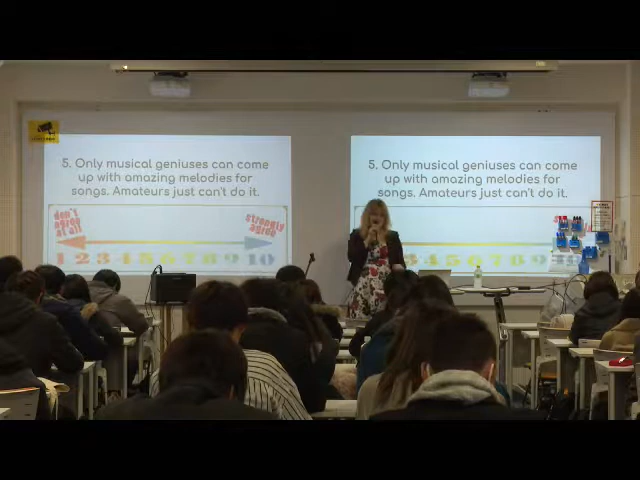 5. Only musical geniuses can come
up with amazing melodies for
songs. Amateurs just can't do it.
don't
agree
at all
strongly
agree
1 2 3 4 5 6 7 8 9 10
5. Only musical geniuses can come
up with amazing melodies for
songs. Amateurs just can't do it.